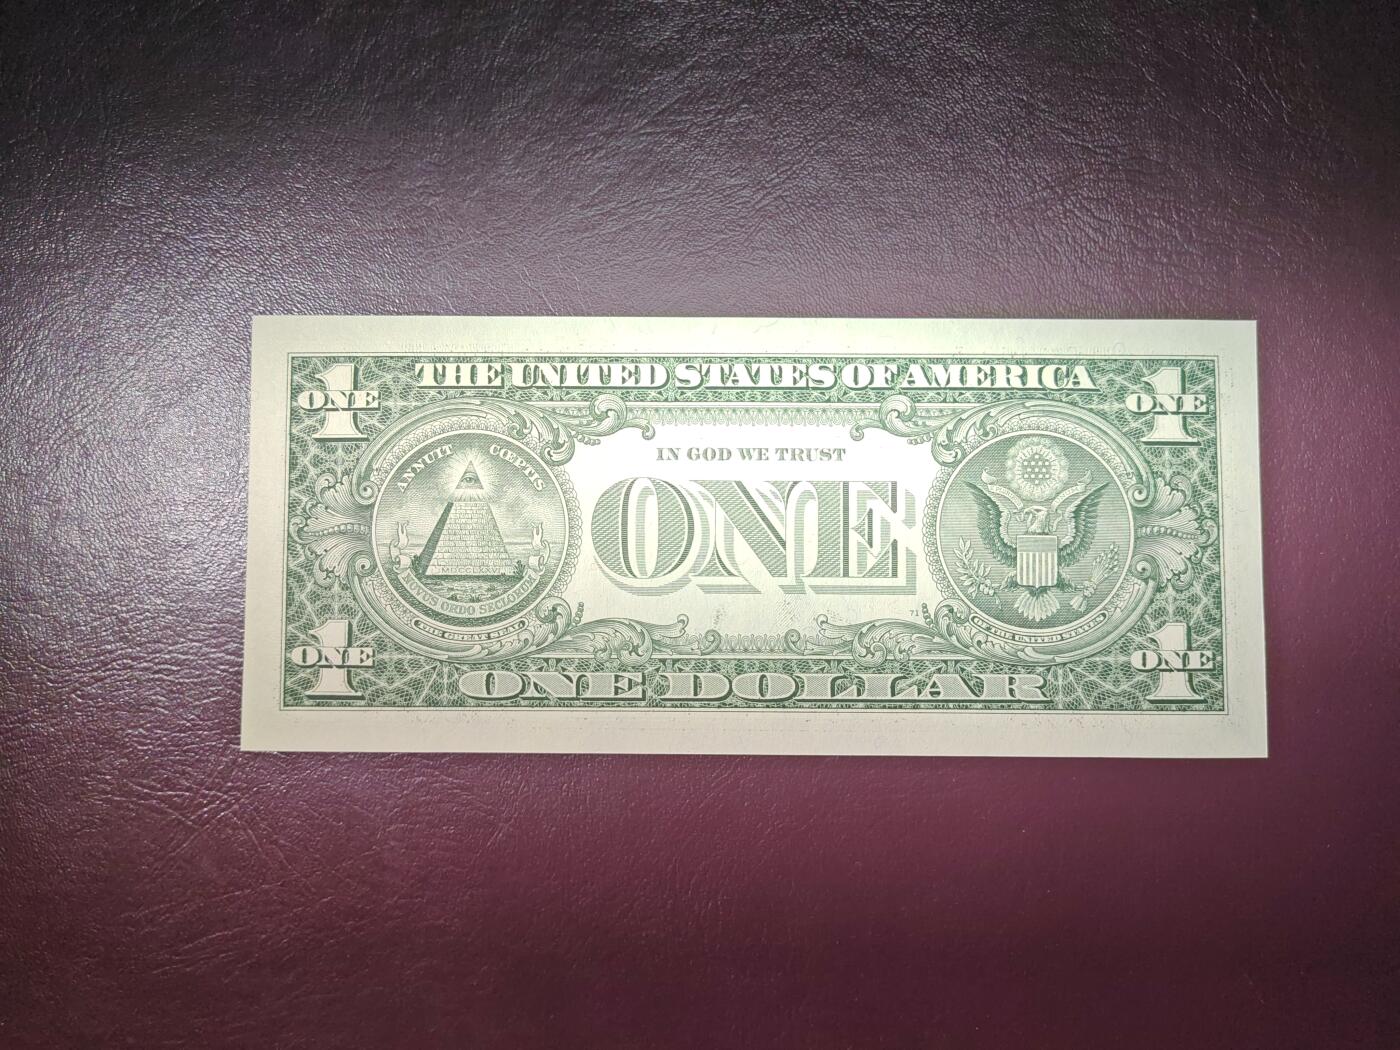 THE UNITED STATES OF AMERICA
1
ONE
1
ONE
ANNUIT CŒPTIS
IN GOD WE TRUST
ONE
MDCCLXXVI
NOVUS ORDO SECLORUM
THE GREAT SEAL
71
OF THE UNITED STATES
1
ONE
1
ONE
ONE DOLLAR